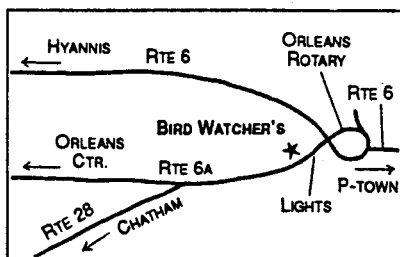 HYANNIS
RTE 6
ORLEANS
ROTARY
RTE 6
ORLEANS
CTR.
BIRD WATCHER'S
RTE 6A
P-TOWN
LIGHTS
RTE 28
CHATHAM